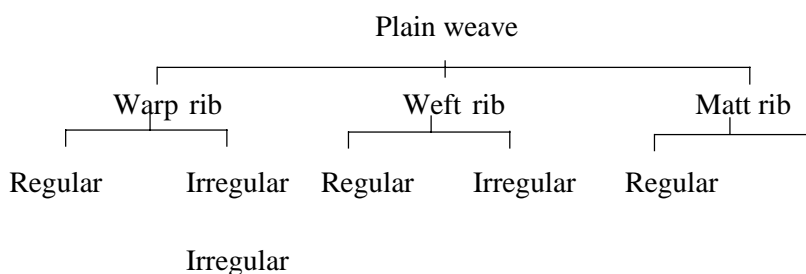 Plain weave
Warp rib Weft rib Matt rib
Regular Irregular Regular Irregular Regular
Irregular